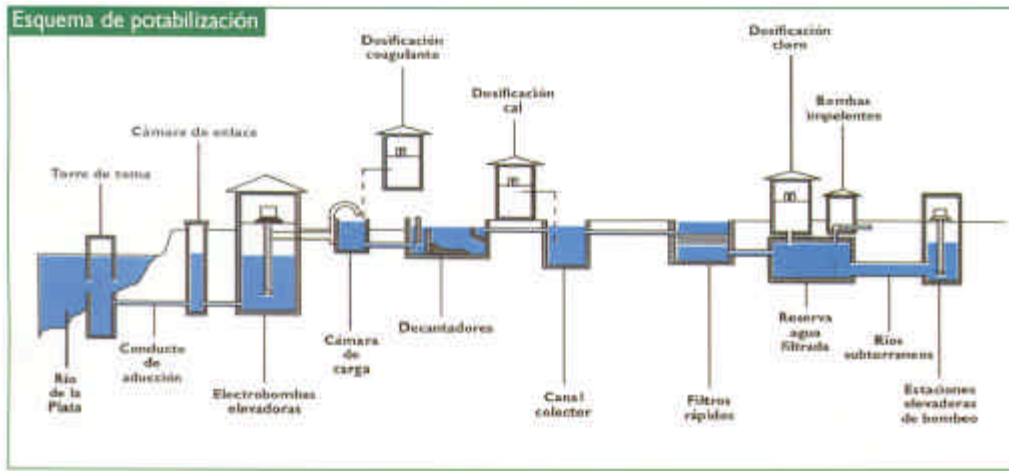 Esquema de potabilización
Dosificación
coagulante
Dosificación
cal
Dosificación
cloro
Bombas
impelentes
Cámara de enlace
Torre de toma
Río
de la
Plata
Conducto
de
aducción
Electrobombas
elevadoras
Cámara
de
carga
Decantadores
Canal
colector
Filtros
rápidos
Reserva
agua
filtrada
Ríos
subterraneos
Estaciones
elevadoras
de bombeo